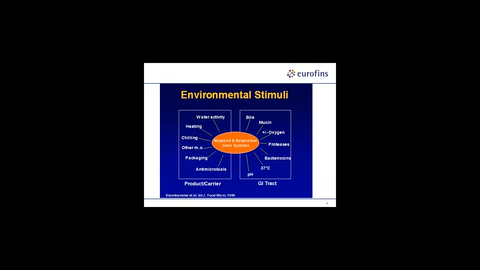 eurofins
Environmental Stimuli
Water activity
Heating
Chilling
Other m.o.
Packaging
Antimicrobials
Product/Carrier
Bile
Mucin
+/- Oxygen
Proteases
Bacteriocins
37°C
pH
GI Tract